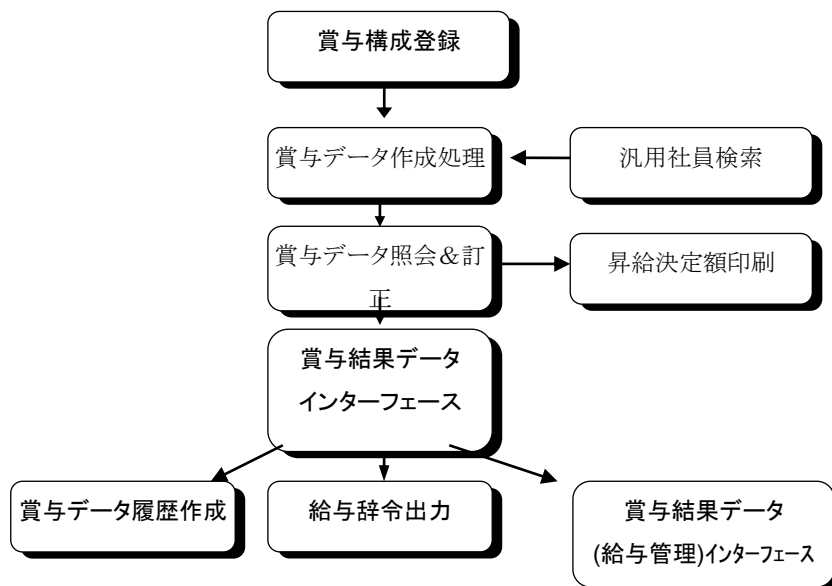 賞与構成登録
賞与データ作成処理
汎用社員検索
賞与データ照会&訂
正
昇給決定額印刷
賞与結果データ
インターフェース
賞与データ履歴作成
給与辞令出力
賞与結果データ
(給与管理)インターフェース